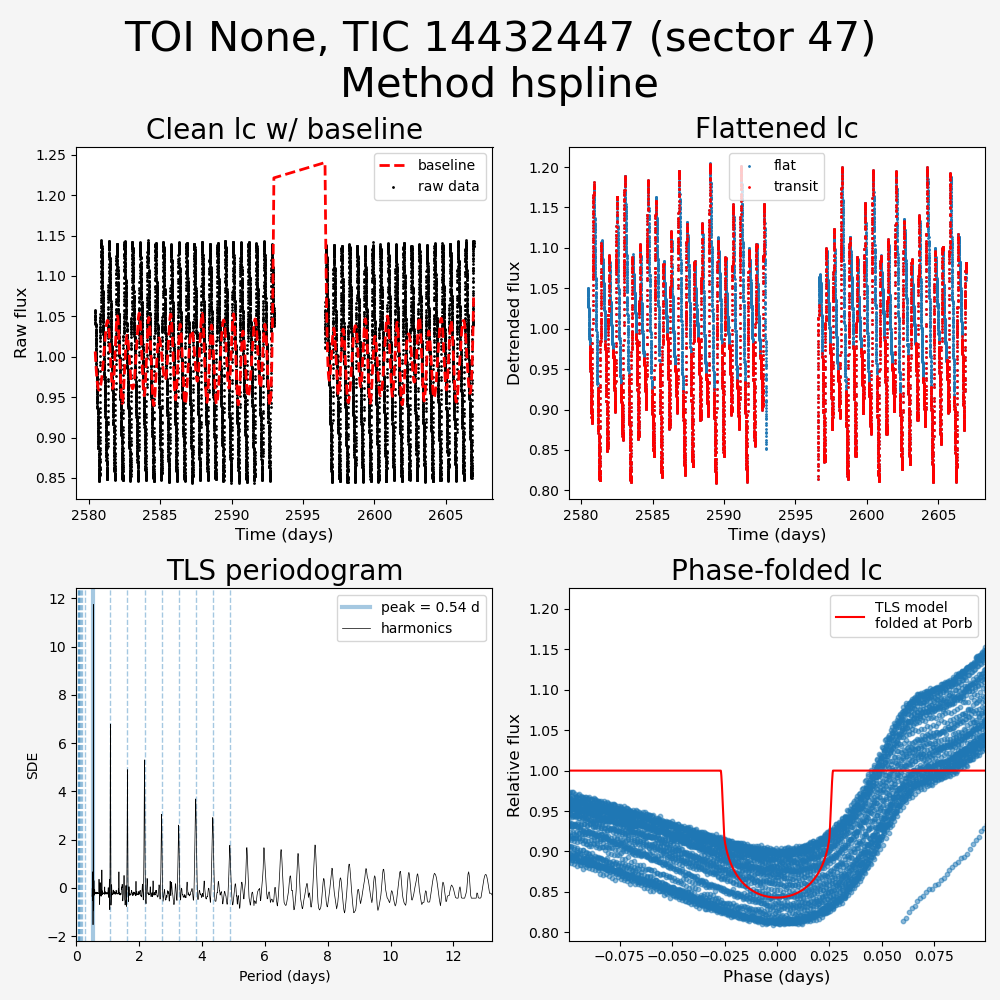 TOI None, TIC 14432447 (sector 47)
Method hspline
Clean lc w/ baseline
Raw flux
1.25
1.20
1.15
1.10
1.05
1.00
0.95
0.90
0.85
baseline
raw data
2580 2585 2590 2595 2600 2605
Time (days)
Flattened lc
Detrended flux
1.20
1.15
1.10
1.05
1.00
0.95
0.90
0.85
0.80
flat
transit
2580 2585 2590 2595 2600 2605
Time (days)
TLS periodogram
SDE
12
10
8
6
4
2
0
−2
peak = 0.54 d
harmonics
0 2 4 6 8 10 12
Period (days)
Phase-folded lc
Relative flux
1.20
1.15
1.10
1.05
1.00
0.95
0.90
0.85
0.80
TLS model
folded at Porb
−0.075 −0.050 −0.025 0.000 0.025 0.050 0.075
Phase (days)